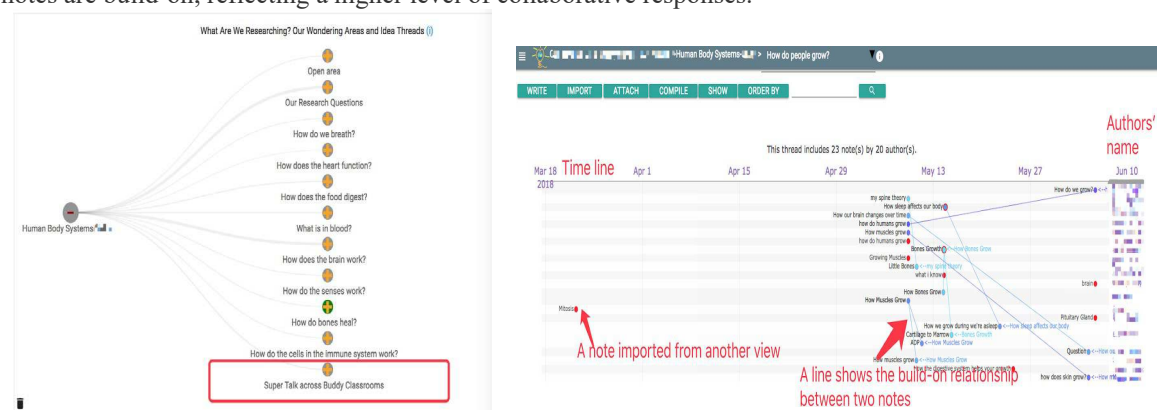 notes are build-on, reflecting a higher level of collaborative responses.
What Are We Researching? Our Wondering Areas and Idea Threads (i)
Open area
Our Research Questions
How do we breath?
How does the heart function?
How does the food digest?
What is in blood?
How does the brain work?
How do the senses work?
How do bones heal?
How do the cells in the immune system work?
Super Talk across Buddy Classrooms
Human Body Systems
Human Body Systems > How do people grow?
WRITE IMPORT ATTACH COMPILE SHOW ORDER BY
Authors'
name
This thread includes 23 note(s) by 20 author(s).
Time line
Mar 18 Apr 1 Apr 15 Apr 29 May 13 May 27 Jun 10
2018
How do we grow? <--H
my spine theory
How sleep affects our body
How our brain changes over time
how do humans grow
How muscles grow
how do humans grow
Bones Growth <--How Bones Grow
Growing Muscles
Little Bones <--my spine theory
what i know
brain
How Bones Grow
How Muscles Grow
Mitosis
Pituitary Gland
How we grow during we're asleep <--How sleep affects our body
Cartilage to Marrow <--Bones Growth
ADP <--How Muscles Grow
A note imported from another view
Question <--How
muscles grow <--How Muscles Grow
How the digestive system helps your growth
how does skin grow? <--How
A line shows the build-on relationship
between two notes